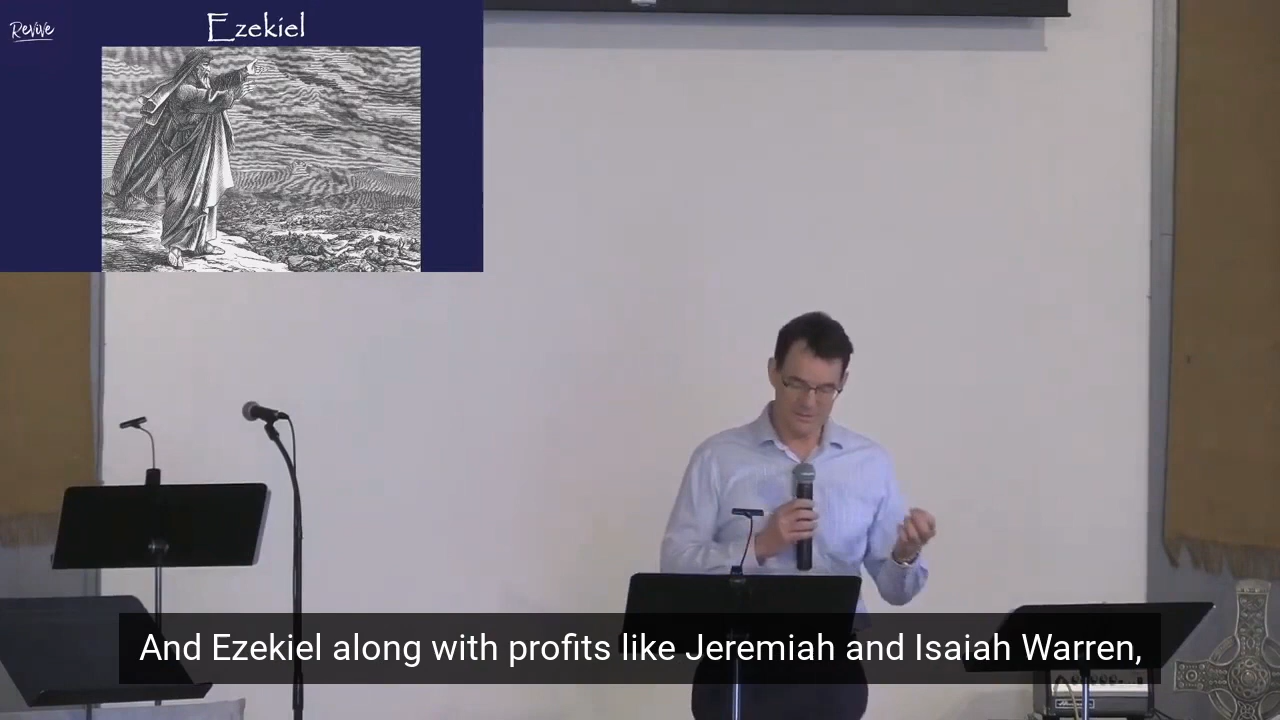 Revive
Ezekiel
And Ezekiel along with profits like Jeremiah and Isaiah Warren,